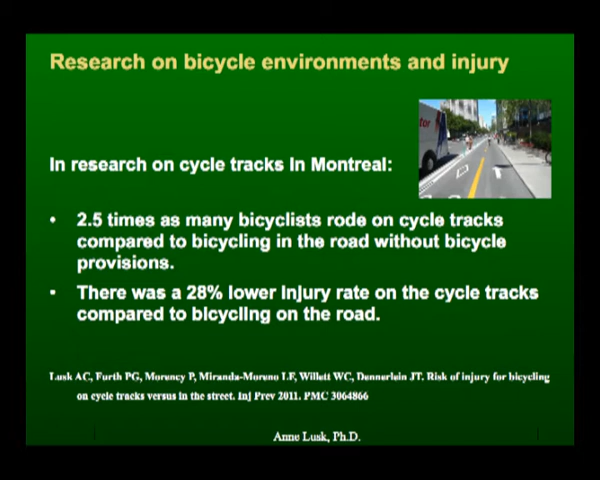 Research on bicycle environments and injury
tor
In research on cycle tracks in Montreal:
• 2.5 times as many bicyclists rode on cycle tracks
compared to bicycling in the road without bicycle
provisions.
• There was a 28% lower injury rate on the cycle tracks
compared to bicycling on the road.
Lusk AC, Furth PG, Morency P, Miranda-Moreno LF, Willett WC, Dennerlein JT. Risk of injury for bicycling
on cycle tracks versus in the street. Inj Prev 2011. PMC 3064866
Anne Lusk, Ph.D.